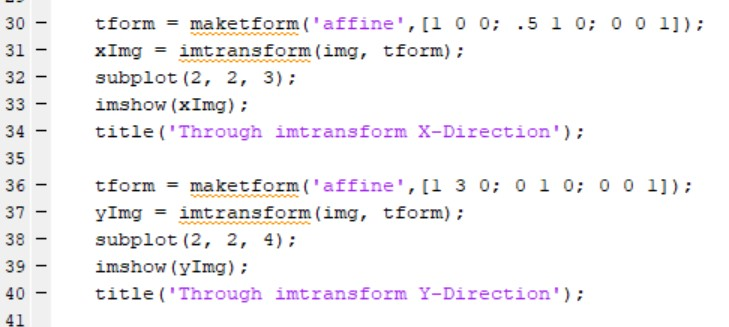 30 - tform = maketform('affine',[1 0 0; .5 1 0; 0 0 1]);
31 - xImg = imtransform(img, tform);
32 - subplot(2, 2, 3);
33 - imshow(xImg);
34 - title('Through imtransform X-Direction');
35
36 - tform = maketform('affine',[1 3 0; 0 1 0; 0 0 1]);
37 - yImg = imtransform(img, tform);
38 - subplot(2, 2, 4);
39 - imshow(yImg);
40 - title('Through imtransform Y-Direction');
41